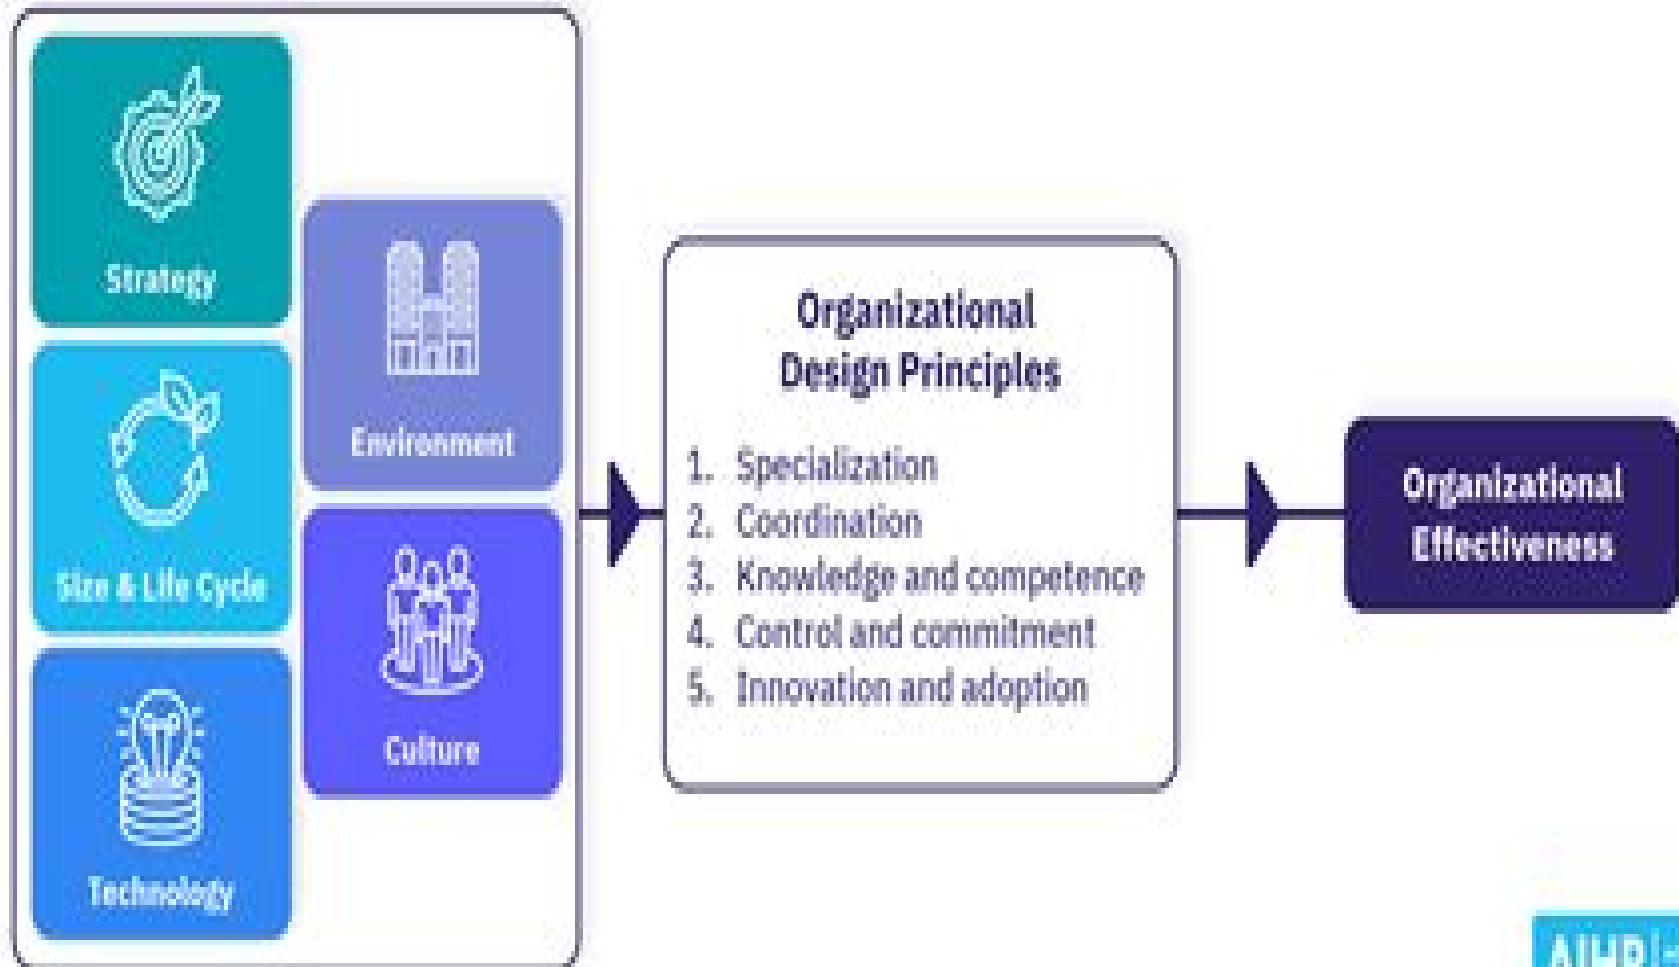 Strategy
Size & Life Cycle
Technology
Environment
Culture
Organizational
Design Principles
1. Specialization
2. Coordination
3. Knowledge and competence
4. Control and commitment
5. Innovation and adoption
Organizational
Effectiveness
AIHR